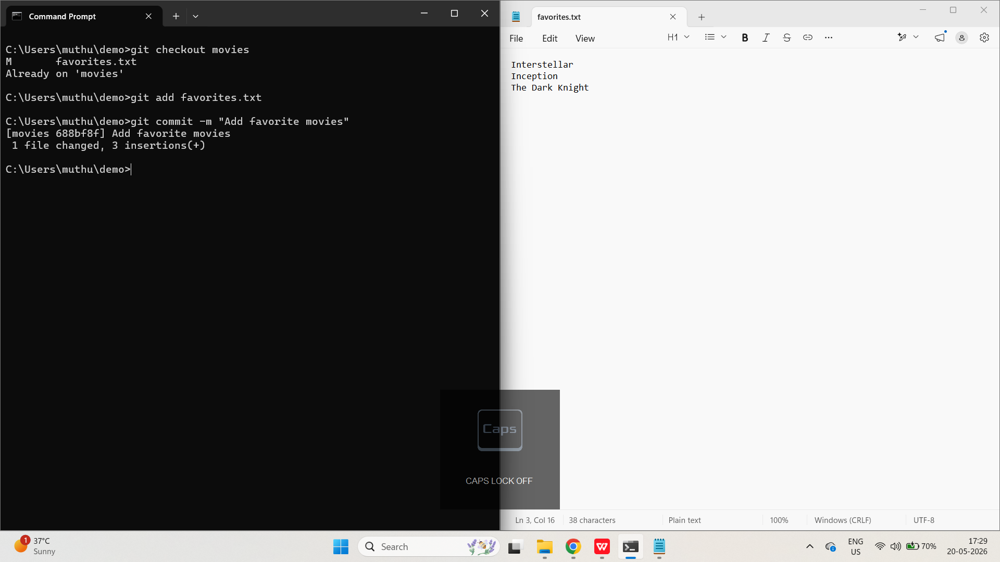 Command Prompt
C:\Users\muthu\demo>git checkout movies
M       favorites.txt
Already on 'movies'
C:\Users\muthu\demo>git add favorites.txt
C:\Users\muthu\demo>git commit -m "Add favorite movies"
[movies 688bf8f] Add favorite movies
 1 file changed, 3 insertions(+)
C:\Users\muthu\demo>
favorites.txt
File Edit View H1 B I S
Interstellar
Inception
The Dark Knight
Caps
CAPS LOCK OFF
Ln 3, Col 16 38 characters Plain text 100% Windows (CRLF) UTF-8
1 37°C
Sunny
Search
W
ENG
US
70%
17:29
20-05-2026